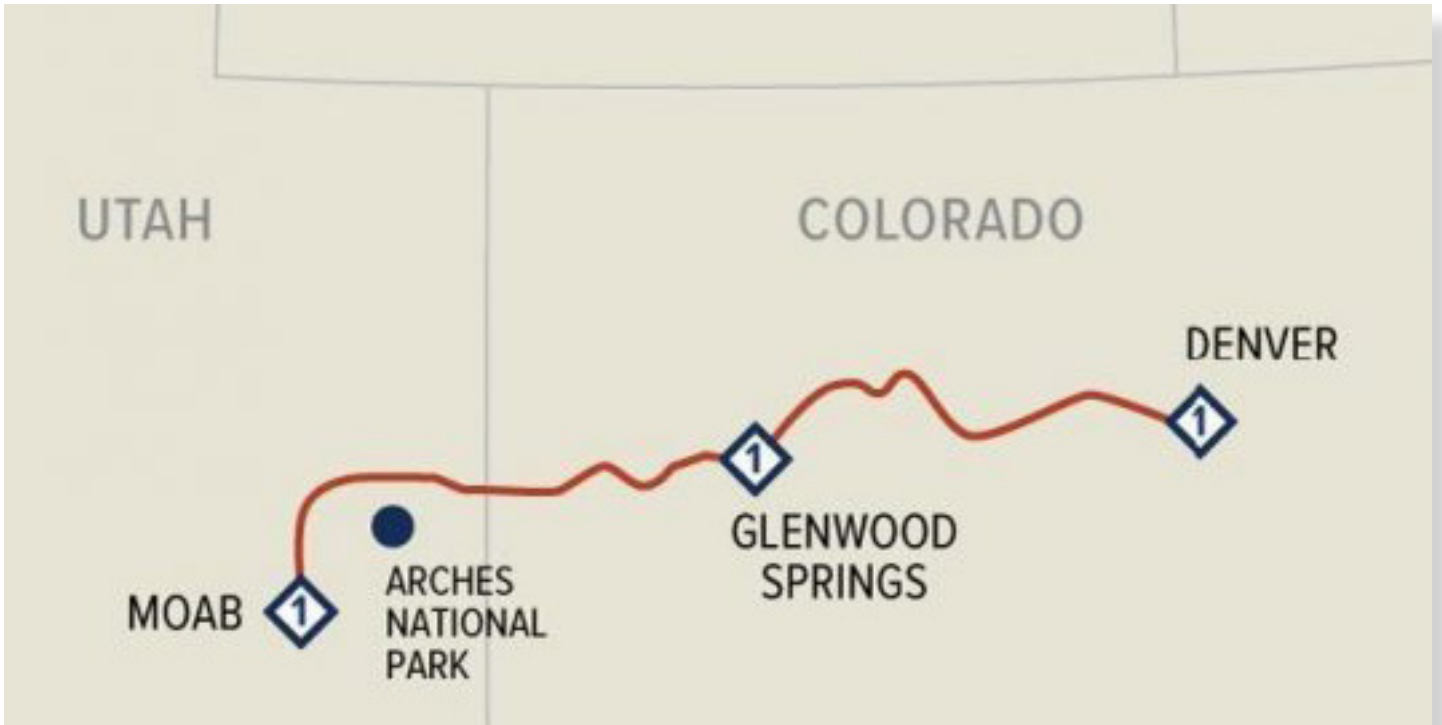 UTAH
COLORADO
DENVER
1
1
GLENWOOD
SPRINGS
MOAB
1
ARCHES
NATIONAL
PARK